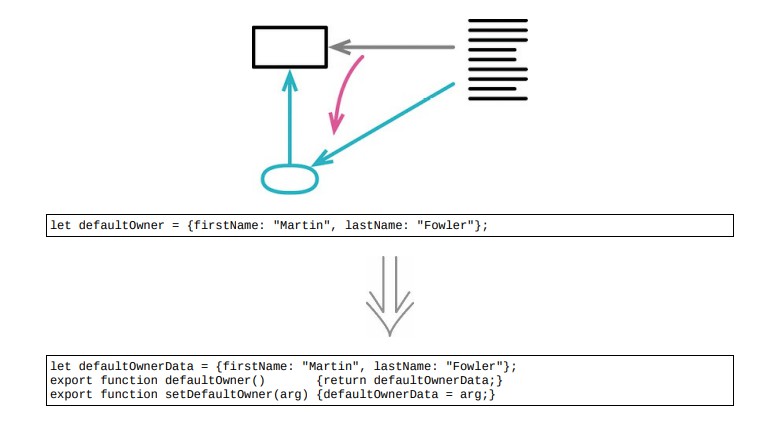 let defaultOwner = {firstName: "Martin", lastName: "Fowler"};
let defaultOwnerData = {firstName: "Martin", lastName: "Fowler"};
export function defaultOwner()       {return defaultOwnerData;}
export function setDefaultOwner(arg) {defaultOwnerData = arg;}